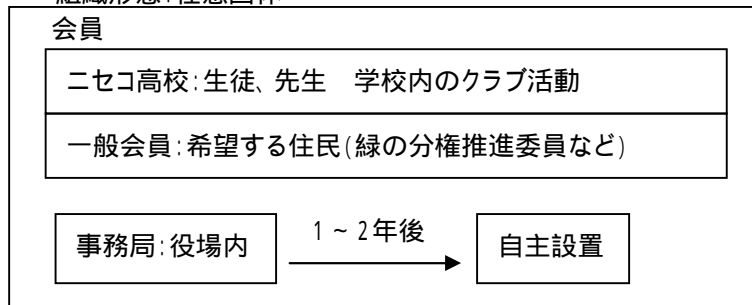 会員
ニセコ高校:生徒、先生　学校内のクラブ活動
一般会員:希望する住民(緑の分権推進委員など)
1~2年後
事務局:役場内
自主設置